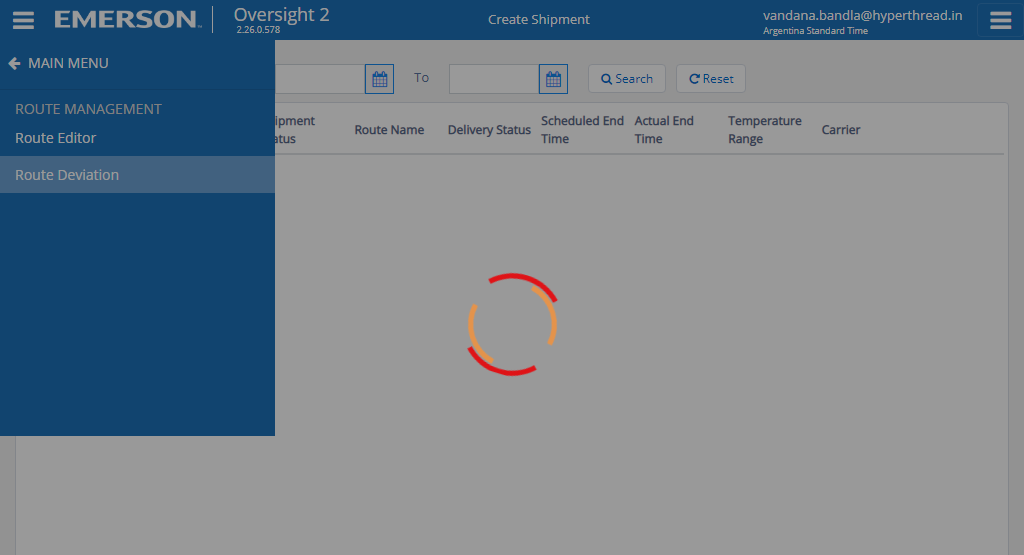 EMERSON
Oversight 2
2.26.0.578
Create Shipment
vandana.bandla@hyperthread.in
Argentina Standard Time
MAIN MENU
ROUTE MANAGEMENT
Route Editor
Route Deviation
To
Search
Reset
ipment
atus
Route Name
Delivery Status
Scheduled End
Time
Actual End
Time
Temperature
Range
Carrier